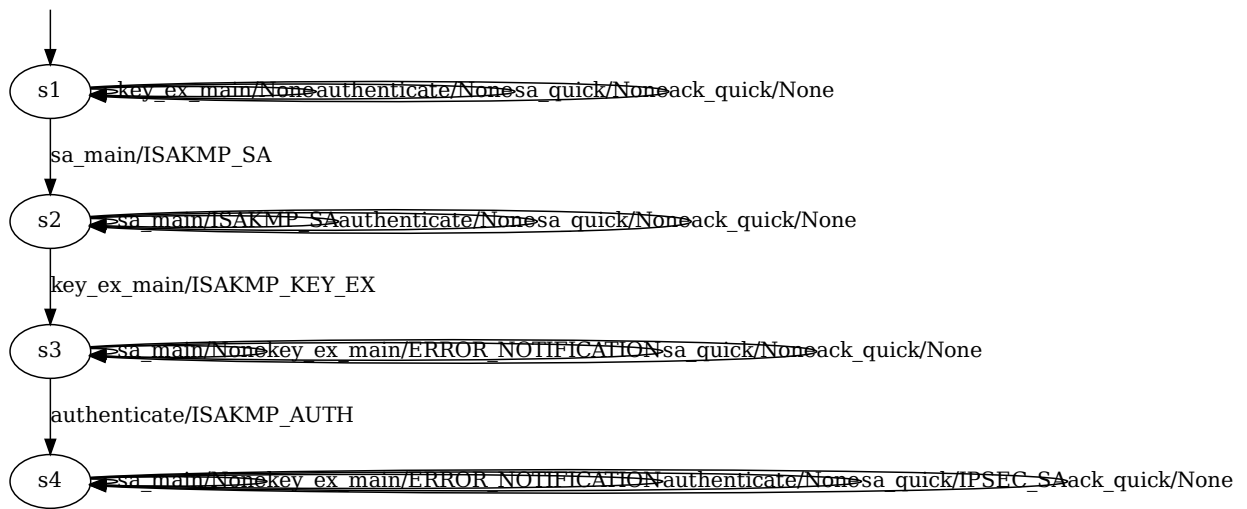 s1
key_ex_main/None authenticate/None sa_quick/None ack_quick/None
sa_main/ISAKMP_SA
s2
sa_main/ISAKMP_SA authenticate/None sa_quick/None ack_quick/None
key_ex_main/ISAKMP_KEY_EX
s3
sa_main/None key_ex_main/ERROR_NOTIFICATION sa_quick/None ack_quick/None
authenticate/ISAKMP_AUTH
s4
sa_main/None key_ex_main/ERROR_NOTIFICATION authenticate/None sa_quick/IPSEC_SA ack_quick/None